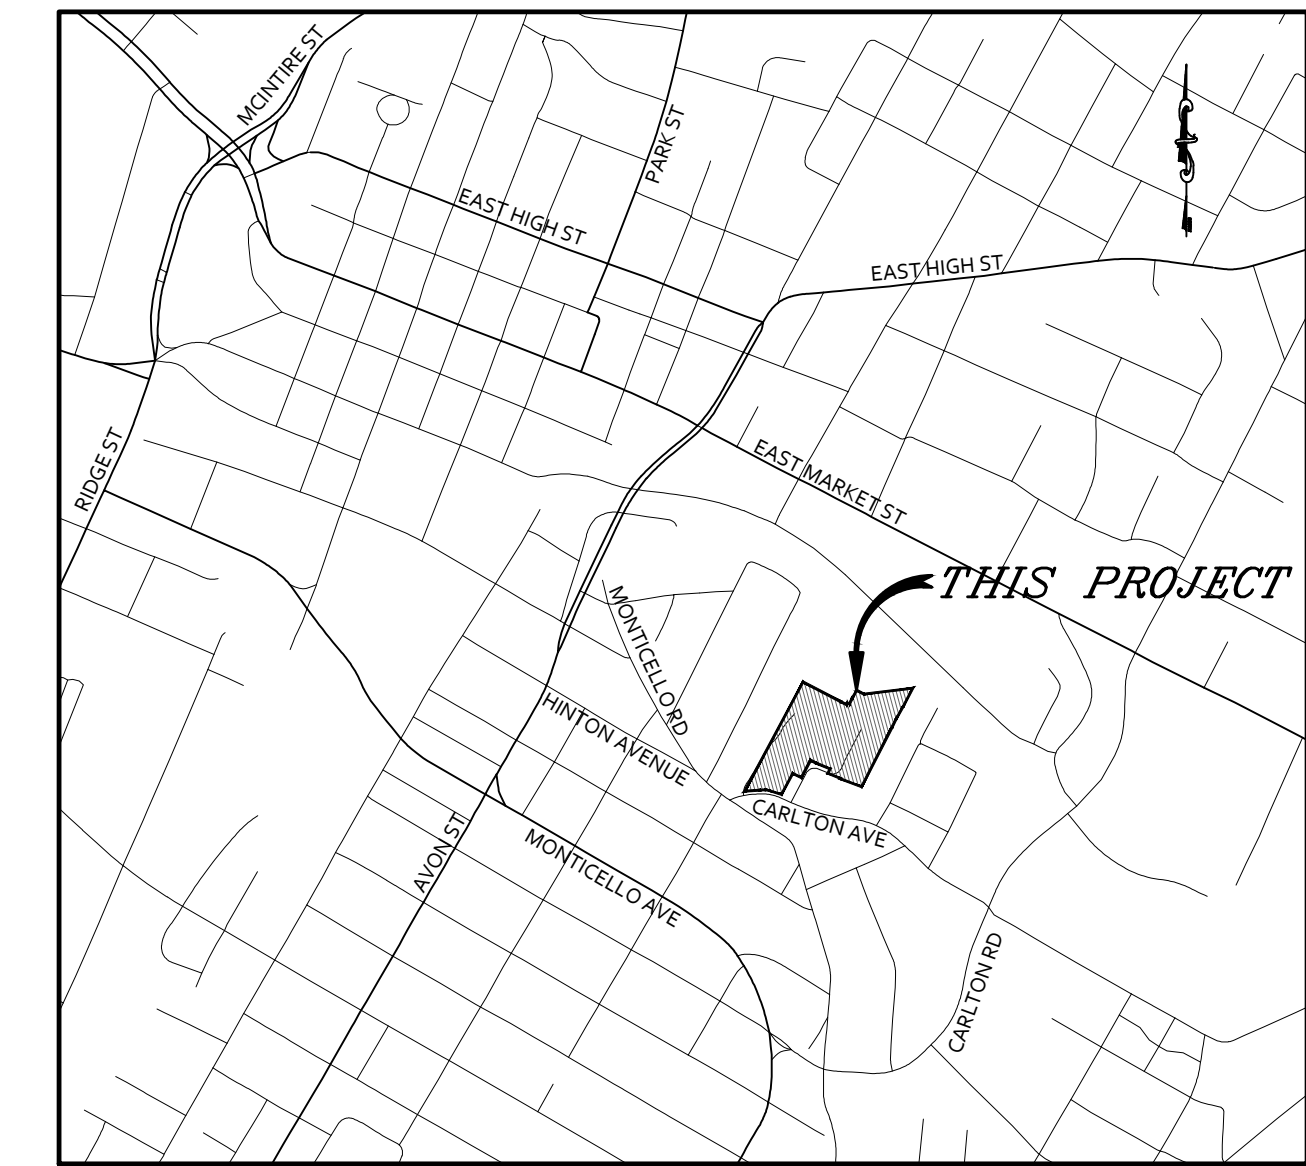 MCINTIRE ST
PARK ST
EAST HIGH ST
EAST HIGH ST
RIDGE ST
EAST MARKET ST
THIS PROJECT
MONTICELLO RD
HINTON AVENUE
CARLTON AVE
AVON ST
MONTICELLO AVE
CARLTON RD